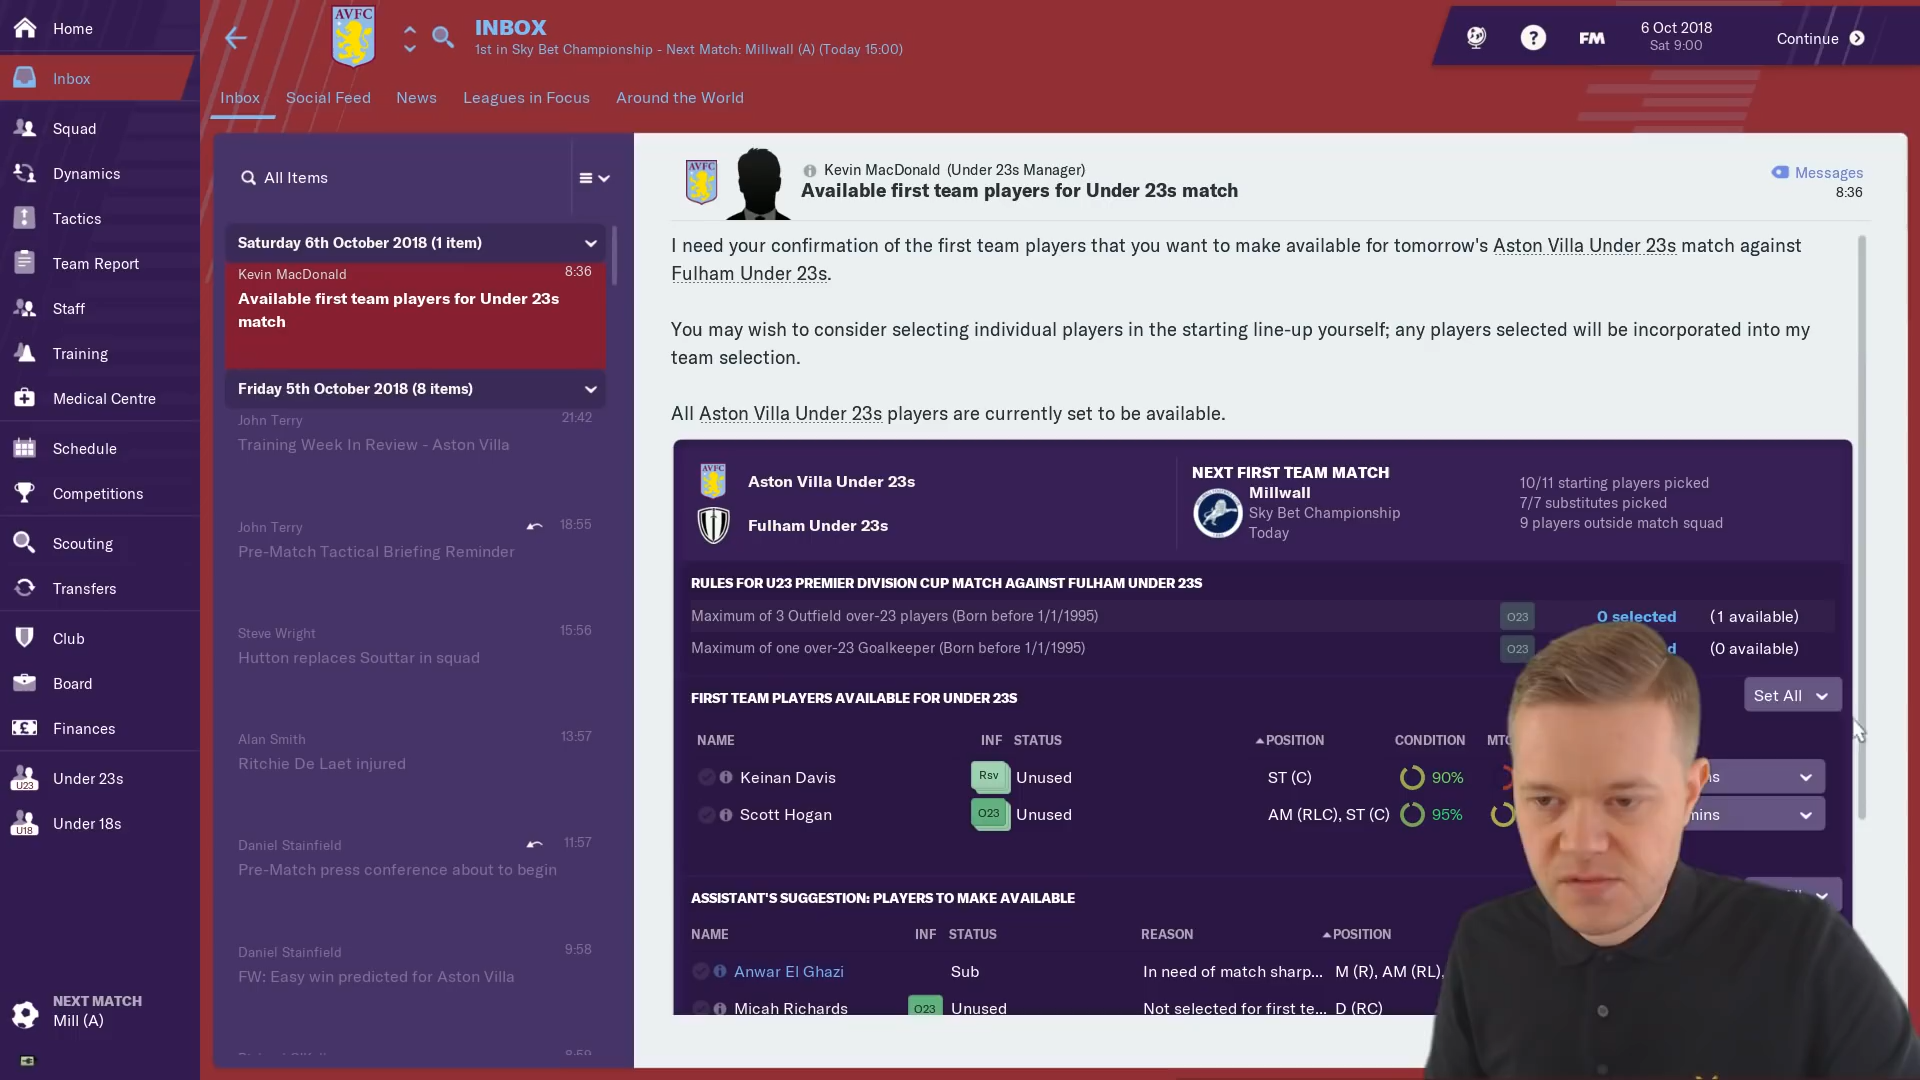 Home
Inbox
Squad
Dynamics
Tactics
Team Report
Staff
Training
Medical Centre
Schedule
Competitions
Scouting
Transfers
Club
Board
Finances
U23
Under 23s
U18
Under 18s
NEXT MATCH
Mill (A)
AVFC
INBOX
1st in Sky Bet Championship - Next Match: Millwall (A) (Today 15:00)
FM
6 Oct 2018
Sat 9:00
Continue
Inbox
Social Feed
News
Leagues in Focus
Around the World
All Items
Saturday 6th October 2018 (1 item)
Kevin MacDonald 8:36
Available first team players for Under 23s
match
Friday 5th October 2018 (8 items)
John Terry 21:42
Training Week In Review - Aston Villa
John Terry 18:55
Pre-Match Tactical Briefing Reminder
Steve Wright 15:56
Hutton replaces Souttar in squad
Alan Smith 13:57
Ritchie De Laet injured
Daniel Stainfield 11:57
Pre-Match press conference about to begin
Daniel Stainfield 9:58
FW: Easy win predicted for Aston Villa
AVFC
Kevin MacDonald (Under 23s Manager)
Available first team players for Under 23s match
Messages
8:36
I need your confirmation of the first team players that you want to make available for tomorrow's Aston Villa Under 23s match against
Fulham Under 23s.
You may wish to consider selecting individual players in the starting line-up yourself; any players selected will be incorporated into my
team selection.
All Aston Villa Under 23s players are currently set to be available.
AVFC
Aston Villa Under 23s
Fulham Under 23s
NEXT FIRST TEAM MATCH
Millwall
Sky Bet Championship
Today
10/11 starting players picked
7/7 substitutes picked
9 players outside match squad
RULES FOR U23 PREMIER DIVISION CUP MATCH AGAINST FULHAM UNDER 23S
Maximum of 3 Outfield over-23 players (Born before 1/1/1995) O23 0 selected (1 available)
Maximum of one over-23 Goalkeeper (Born before 1/1/1995) O23 d (0 available)
FIRST TEAM PLAYERS AVAILABLE FOR UNDER 23S
Set All
NAME INF STATUS POSITION CONDITION MTC
Keinan Davis Rsv Unused ST (C) 90% ns
Scott Hogan O23 Unused AM (RLC), ST (C) 95% mins
ASSISTANT'S SUGGESTION: PLAYERS TO MAKE AVAILABLE
NAME INF STATUS REASON POSITION
Anwar El Ghazi Sub In need of match sharp... M (R), AM (RL),
Micah Richards O23 Unused Not selected for first te... D (RC)